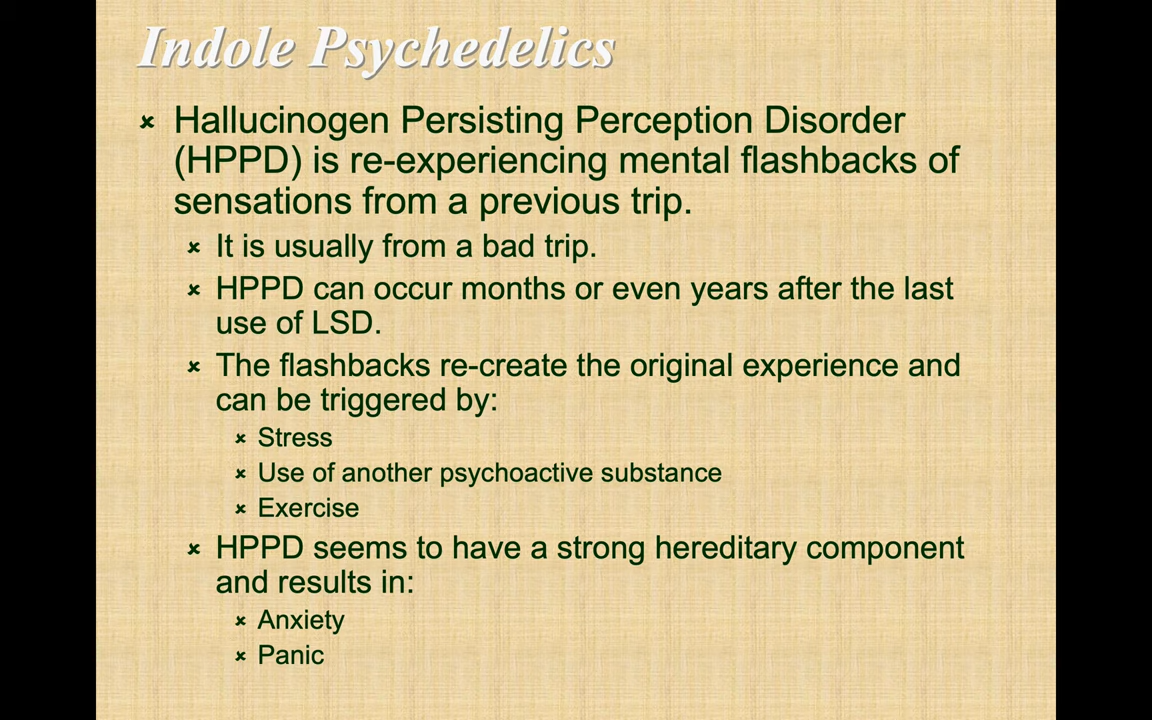 Indole Psychedelics
Hallucinogen Persisting Perception Disorder
(HPPD) is re-experiencing mental flashbacks of
sensations from a previous trip.
It is usually from a bad trip.
HPPD can occur months or even years after the last
use of LSD.
The flashbacks re-create the original experience and
can be triggered by:
Stress
Use of another psychoactive substance
Exercise
HPPD seems to have a strong hereditary component
and results in:
Anxiety
Panic